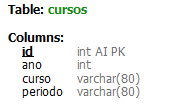 Table: cursos
Columns:
id int AI PK
ano int
curso varchar(80)
periodo varchar(80)